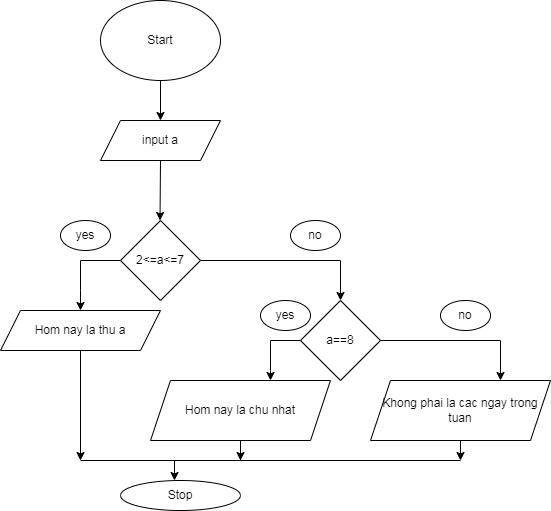 Start
input a
yes
no
2<=a<=7
Hom nay la thu a
yes
no
a==8
Hom nay la chu nhat
Khong phai la cac ngay trong
tuan
Stop